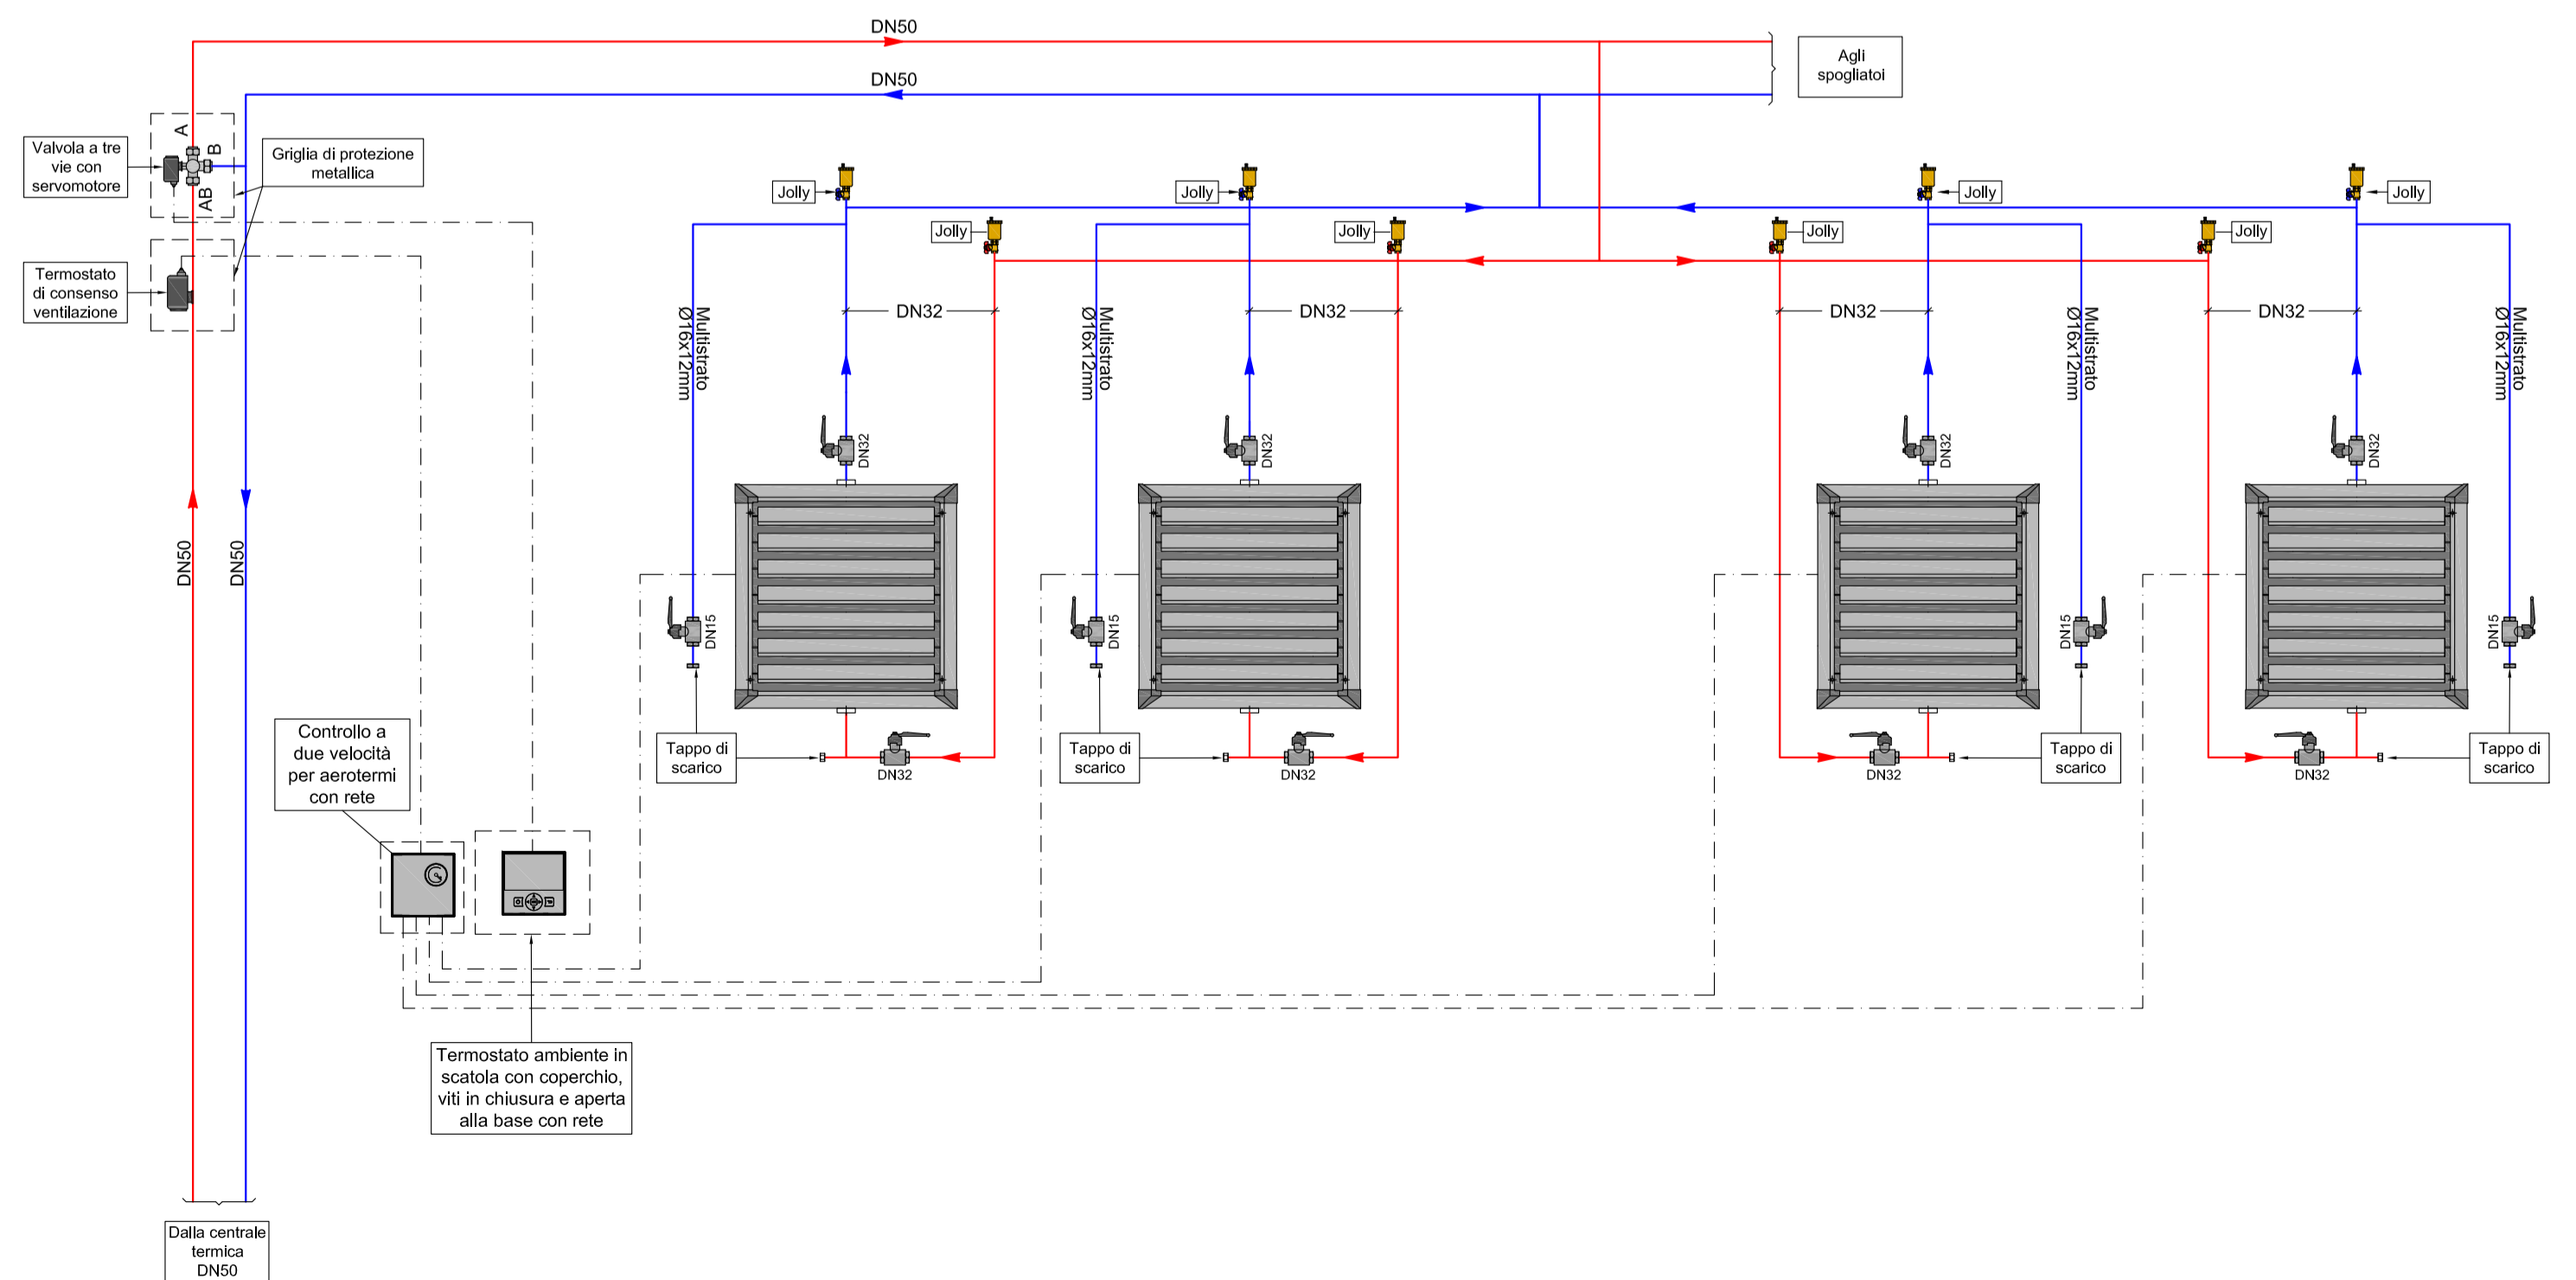 DN50
DN50
Agli
spogliatoi
A
B
AB
Valvola a tre
vie con
servomotore
Griglia di protezione
metallica
Jolly
Jolly
Jolly
Jolly
Jolly
Jolly
Jolly
Jolly
Termostato
di consenso
ventilazione
DN32
DN32
DN32
DN32
Multistrato
Ø16x12mm
Multistrato
Ø16x12mm
Multistrato
Ø16x12mm
Multistrato
Ø16x12mm
DN32
DN32
DN32
DN32
DN50
DN50
DN15
DN15
DN15
DN15
Controllo a
due velocità
per aerotermi
con rete
Tappo di
scarico
DN32
Tappo di
scarico
DN32
DN32
Tappo di
scarico
DN32
Tappo di
scarico
Termostato ambiente in
scatola con coperchio,
viti in chiusura e aperta
alla base con rete
Dalla centrale
termica
DN50